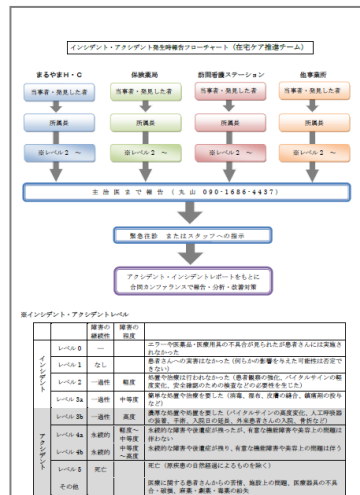 インシデント・アクシデント発生時報告フローチャート（在宅ケア推進チーム）
まるやまH・C
保険薬局
訪問看護ステーション
他事業所
当事者・発見した者
当事者・発見した者
当事者・発見した者
当事者・発見した者
所属長
所属長
所属長
所属長
※レベル2 ～
※レベル2 ～
※レベル2 ～
※レベル2 ～
主治医まで報告（丸山 090-1686-4457）
緊急往診 またはスタッフへの指示
アクシデント・インシデントレポートをもとに
合同カンファランスで報告・分析・改善対策
※インシデント・アクシデントレベル
障害の継続性
障害の程度
インシデント
レベル0 ― エラーや医薬品・医療用具の不具合が見られたが患者さんには実施されなかった
レベル1 なし 患者さんへの実害はなかった（何らかの影響を与えた可能性は否定できない）
レベル2 一過性 軽度 処置や治療は行わなかった（患者観察の強化、バイタルサインの軽度変化、安全確認のための検査などの必要性を生じた）
レベル3a 一過性 中等度 簡単な処置や治療を要した（消毒、湿布、皮膚の縫合、鎮痛剤の投与など）
アクシデント
レベル3b 一過性 高度 濃厚な処置や処置を要した（バイタルサインの高度変化、人工呼吸器の装着、手術、入院日の延長、外来患者さんの入院、骨折など）
レベル4a 永続的 軽度～中等度 永続的な障害や後遺症が残ったが、有意な機能障害や美容上の問題は伴わない
レベル4b 永続的 中等度～高度 永続的な障害や後遺症が残り、有意な機能障害や美容上の問題は伴う
レベル5 死亡 死亡（原疾患の自然経過によるものを除く）
その他 医療に関する患者さんからの苦情、施設上の問題、医療器具の不具合・破損、麻薬・劇薬・毒薬の紛失